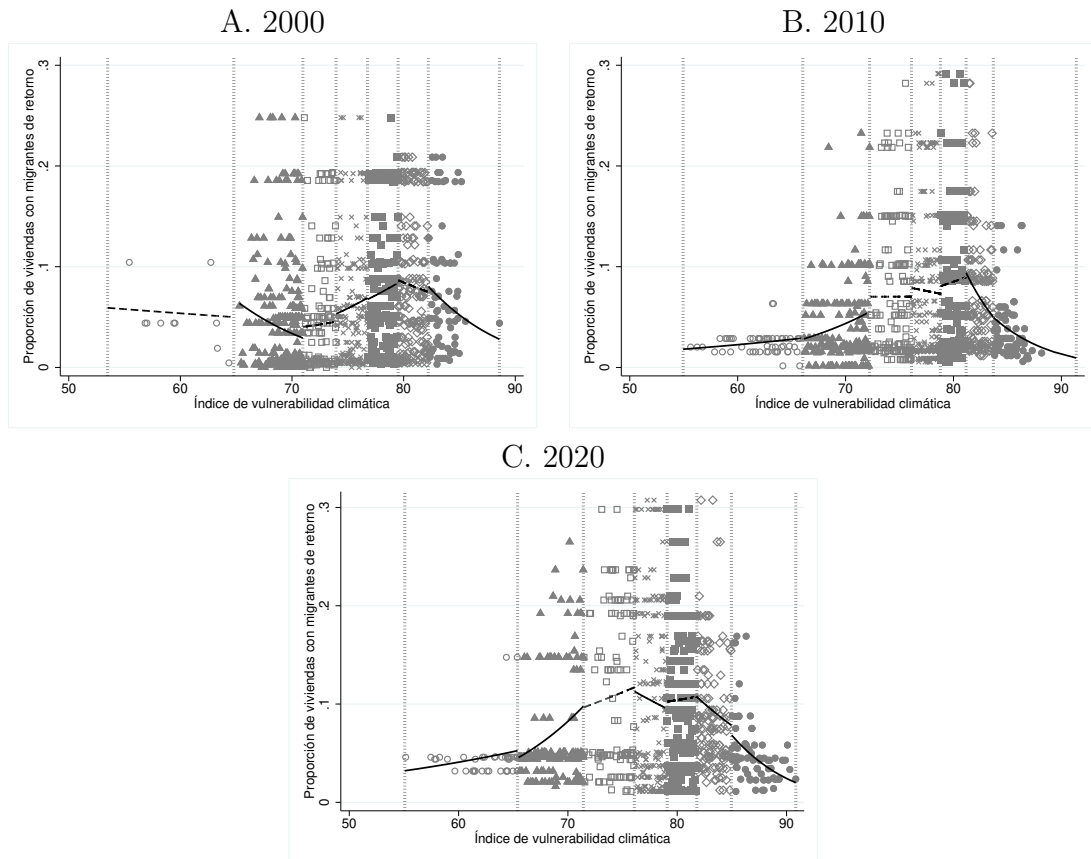 A. 2000
Proporción de viviendas con migrantes de retorno
.3
.2
.1
0
50 60 70 80 90
Índice de vulnerabilidad climática
B. 2010
Proporción de viviendas con migrantes de retorno
.3
.2
.1
0
50 60 70 80 90
Índice de vulnerabilidad climática
C. 2020
Proporción de viviendas con migrantes de retorno
.3
.2
.1
0
50 60 70 80 90
Índice de vulnerabilidad climática